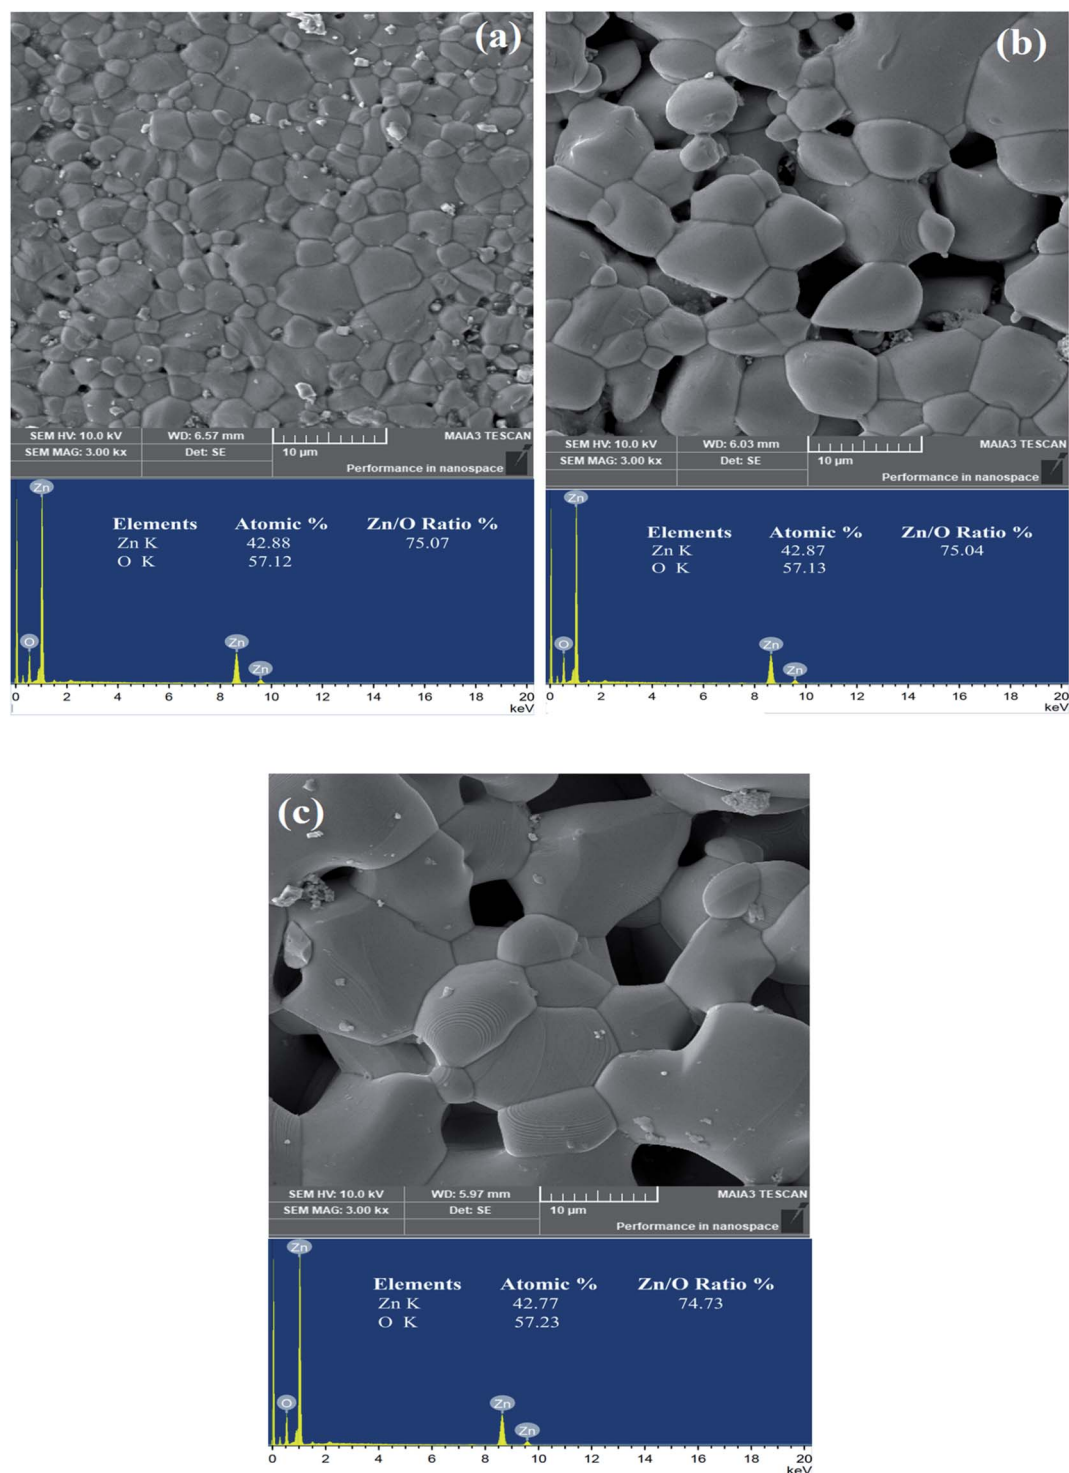 (a)
SEM HV: 10.0 kV WD: 6.57 mm MAIA3 TESCAN
SEM MAG: 3.00 kx Det: SE 10 µm
Performance in nanospace
Zn
Elements Atomic % Zn/O Ratio %
Zn K 42.88 75.07
O K 57.12
O Zn
Zn
0 2 4 6 8 10 12 14 16 18 20
keV
(b)
SEM HV: 10.0 kV WD: 6.03 mm MAIA3 TESCAN
SEM MAG: 3.00 kx Det: SE 10 µm
Performance in nanospace
Zn
Elements Atomic % Zn/O Ratio %
Zn K 42.87 75.04
O K 57.13
O Zn
Zn
0 2 4 6 8 10 12 14 16 18 20
keV
(c)
SEM HV: 10.0 kV WD: 5.97 mm MAIA3 TESCAN
SEM MAG: 3.00 kx Det: SE 10 µm
Performance in nanospace
Zn
Elements Atomic % Zn/O Ratio %
Zn K 42.77 74.73
O K 57.23
O Zn
Zn
0 2 4 6 8 10 12 14 16 18 20
keV